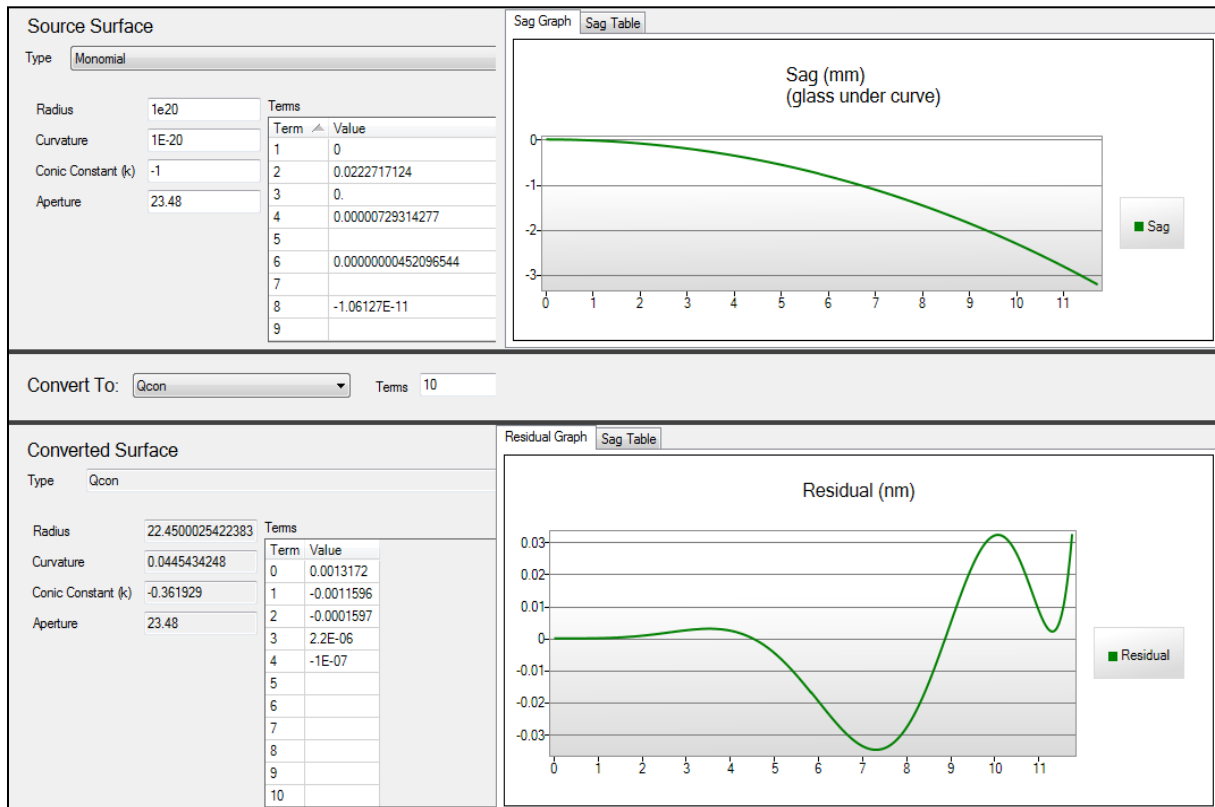 Source Surface
Type Monomial
Radius 1e20
Curvature 1E-20
Conic Constant (k) -1
Aperture 23.48
Terms
Term Value
1 0
2 0.0222717124
3 0.
4 0.00000729314277
5
6 0.00000000452096544
7
8 -1.06127E-11
9
Sag Graph Sag Table
Sag (mm)
(glass under curve)
0
-1
-2
-3
0 1 2 3 4 5 6 7 8 9 10 11
Sag
Convert To: Qcon Terms 10
Converted Surface
Type Qcon
Radius 22.4500025422383
Curvature 0.0445434248
Conic Constant (k) -0.361929
Aperture 23.48
Terms
Term Value
0 0.0013172
1 -0.0011596
2 -0.0001597
3 2.2E-06
4 -1E-07
5
6
7
8
9
10
Residual Graph Sag Table
Residual (nm)
0.03
0.02
0.01
0
-0.01
-0.02
-0.03
0 1 2 3 4 5 6 7 8 9 10 11
Residual